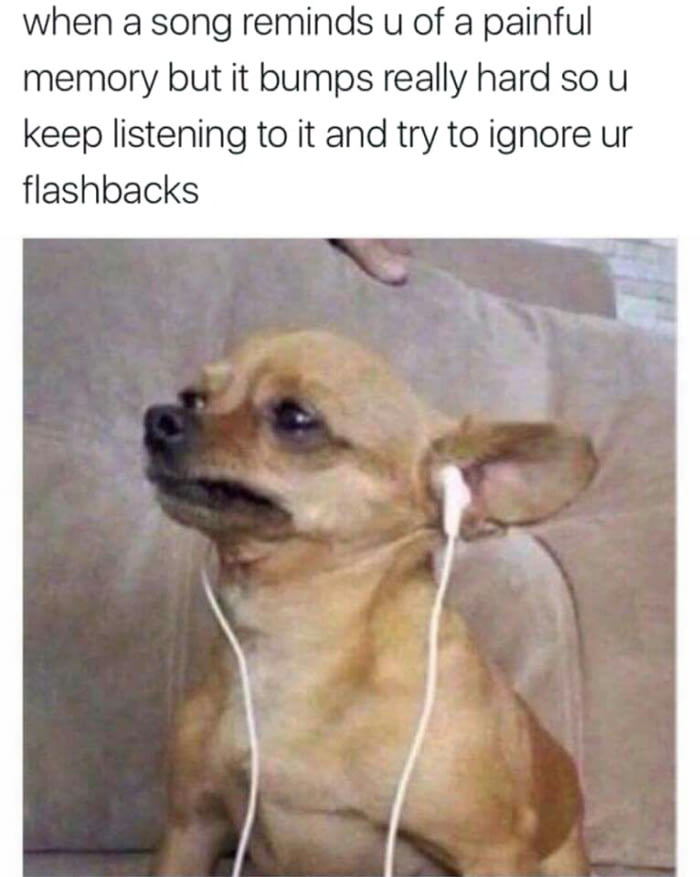 when a song reminds u of a painful
memory but it bumps really hard so u
keep listening to it and try to ignore ur
flashbacks